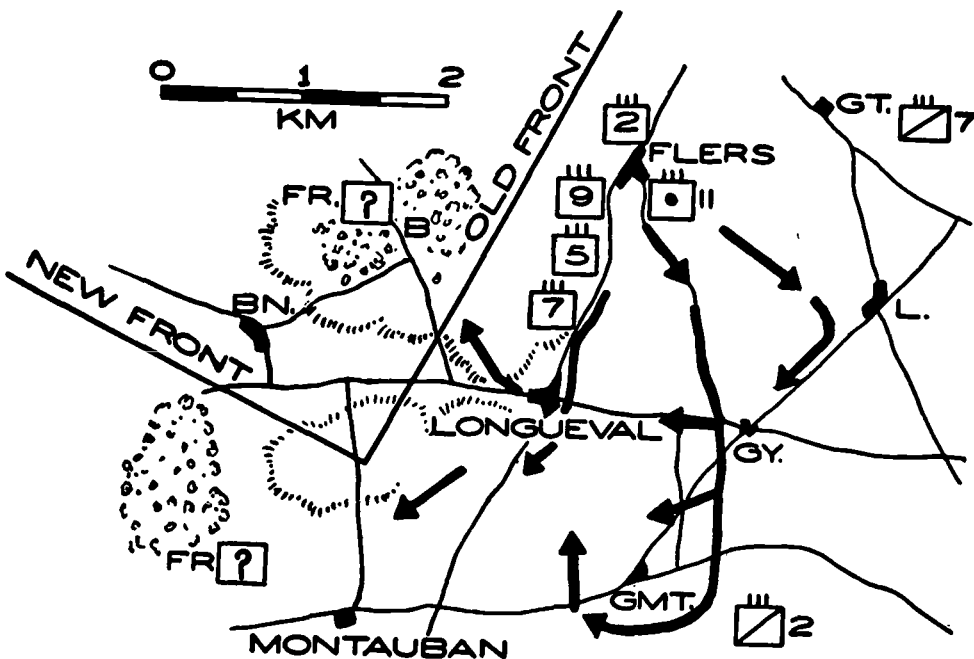 0 1 2
KM
OLD FRONT
2
FLERS
GT.
7
FR. ?
B
9
11
5
NEW FRONT
BN.
7
L.
LONGUEVAL
GY.
FR ?
GMT.
2
MONTAUBAN